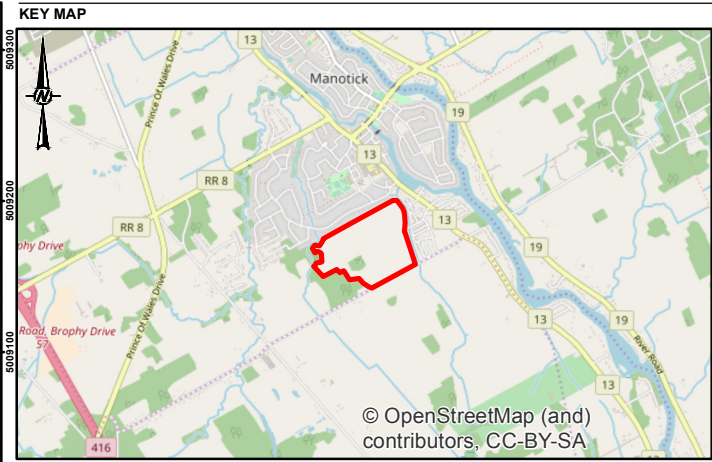 KEY MAP
5009300
5009200
5009100
N
13
Prince Of Wales Drive
Manotick
19
13
RR 8
RR 8
13
19
phy Drive
Road, Brophy Drive
57
Prince Of Wales Drive
13
19
River Road
13
416
© OpenStreetMap (and)
contributors, CC-BY-SA